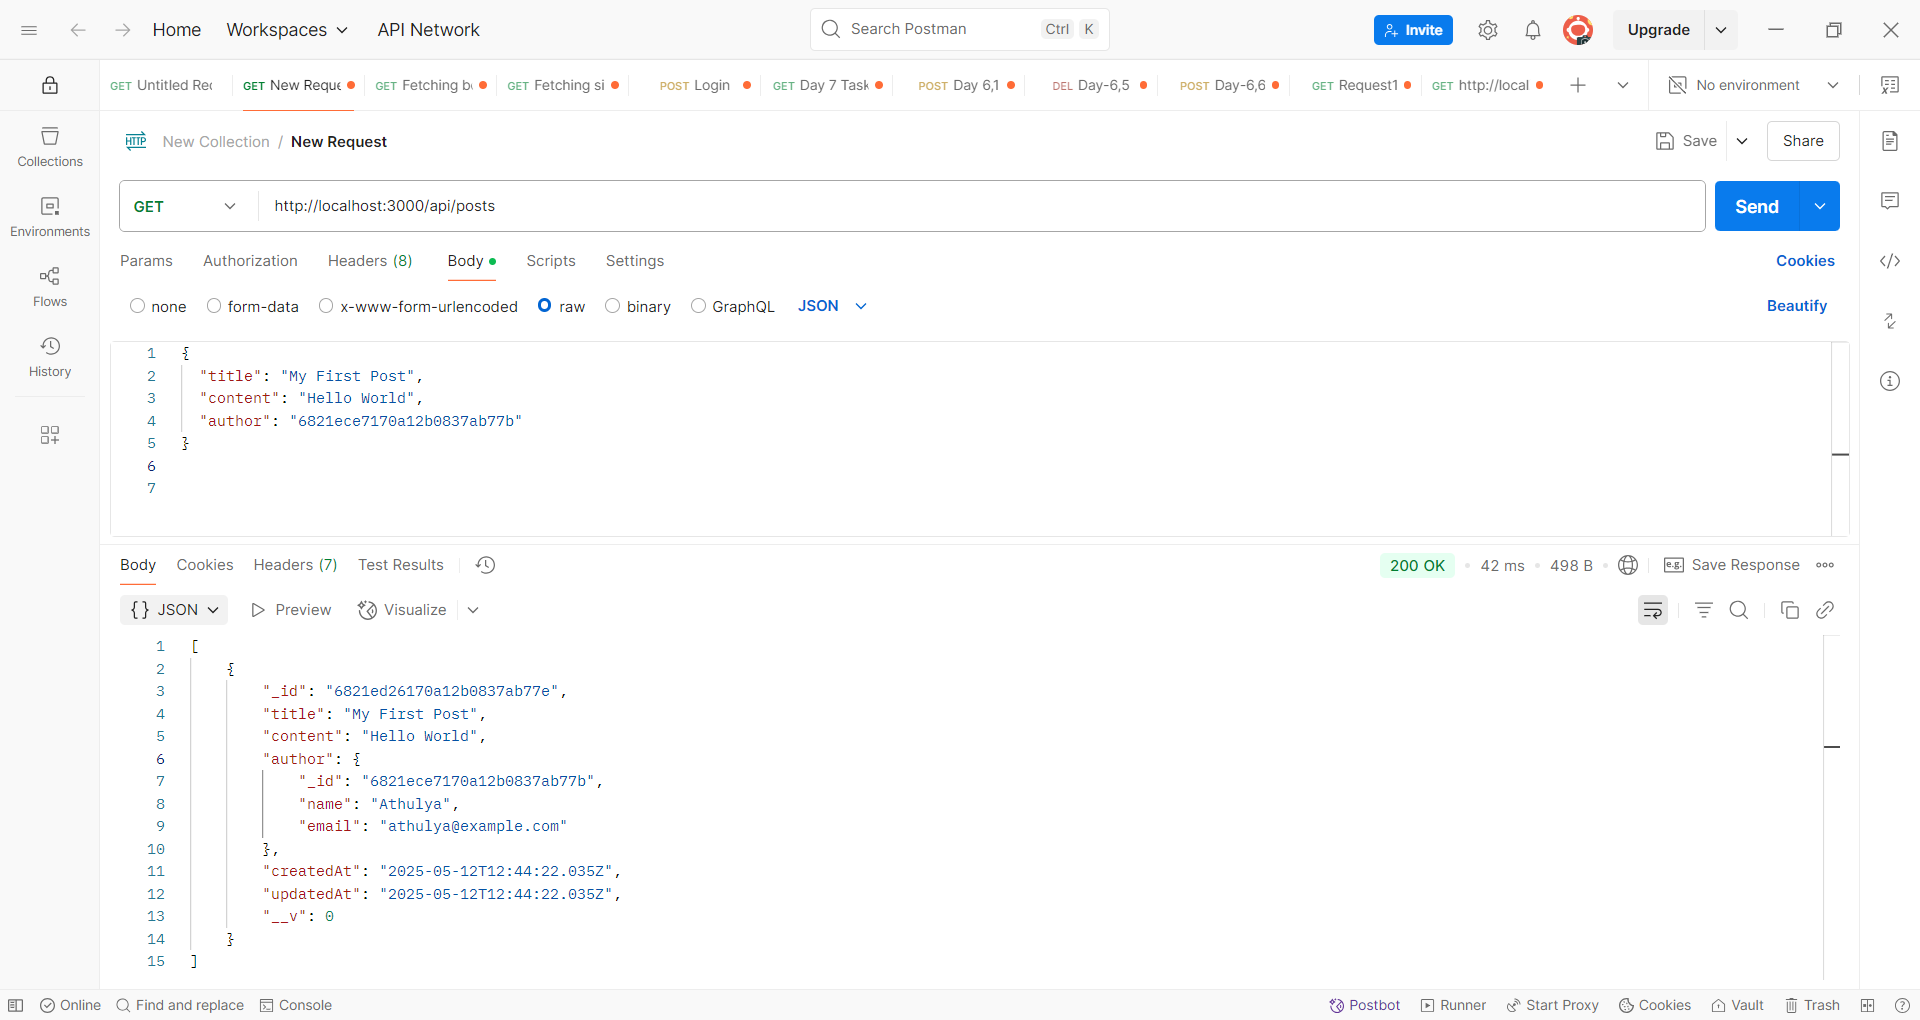 Home Workspaces API Network Search Postman Ctrl K Invite Upgrade
GET Untitled Rec GET New Reque GET Fetching b GET Fetching si POST Login GET Day 7 Task POST Day 6,1 DEL Day-6,5 POST Day-6,6 GET Request1 GET http://local No environment
HTTP New Collection / New Request Save Share
GET http://localhost:3000/api/posts Send
Params Authorization Headers (8) Body Scripts Settings Cookies
none form-data x-www-form-urlencoded raw binary GraphQL JSON Beautify
Collections
Environments
Flows
History
1 {
2 "title": "My First Post",
3 "content": "Hello World",
4 "author": "6821ece7170a12b0837ab77b"
5 }
6
7
Body Cookies Headers (7) Test Results 200 OK 42 ms 498 B e.g. Save Response
{} JSON Preview Visualize
1 [
2 {
3 "_id": "6821ed26170a12b0837ab77e",
4 "title": "My First Post",
5 "content": "Hello World",
6 "author": {
7 "_id": "6821ece7170a12b0837ab77b",
8 "name": "Athulya",
9 "email": "athulya@example.com"
10 },
11 "createdAt": "2025-05-12T12:44:22.035Z",
12 "updatedAt": "2025-05-12T12:44:22.035Z",
13 "__v": 0
14 }
15 ]
Online Find and replace Console Postbot Runner Start Proxy Cookies Vault Trash